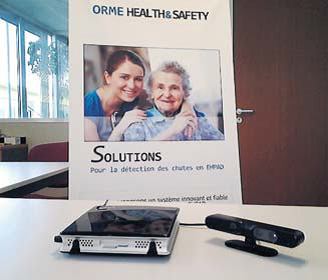 ORME HEALTH&SAFETY
SOLUTIONS
Pour la détection des chutes en EHPAD
un système innovant et fiable